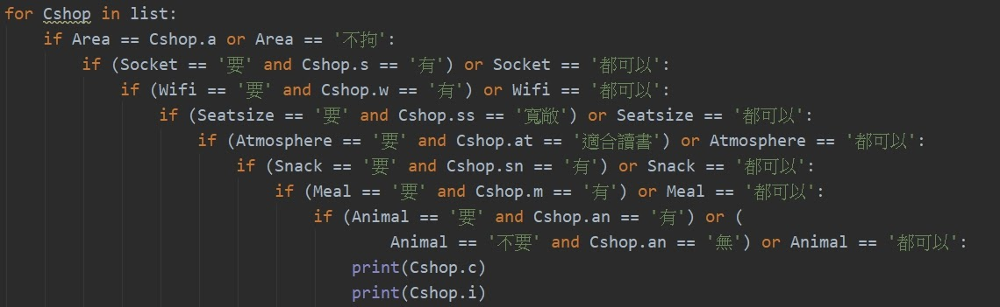 for Cshop in list:
if Area == Cshop.a or Area == '不拘':
if (Socket == '要' and Cshop.s == '有') or Socket == '都可以':
if (Wifi == '要' and Cshop.w == '有') or Wifi == '都可以':
if (Seatsize == '要' and Cshop.ss == '寬敞') or Seatsize == '都可以':
if (Atmosphere == '要' and Cshop.at == '適合讀書') or Atmosphere == '都可以':
if (Snack == '要' and Cshop.sn == '有') or Snack == '都可以':
if (Meal == '要' and Cshop.m == '有') or Meal == '都可以':
if (Animal == '要' and Cshop.an == '有') or (
Animal == '不要' and Cshop.an == '無') or Animal == '都可以':
print(Cshop.c)
print(Cshop.i)